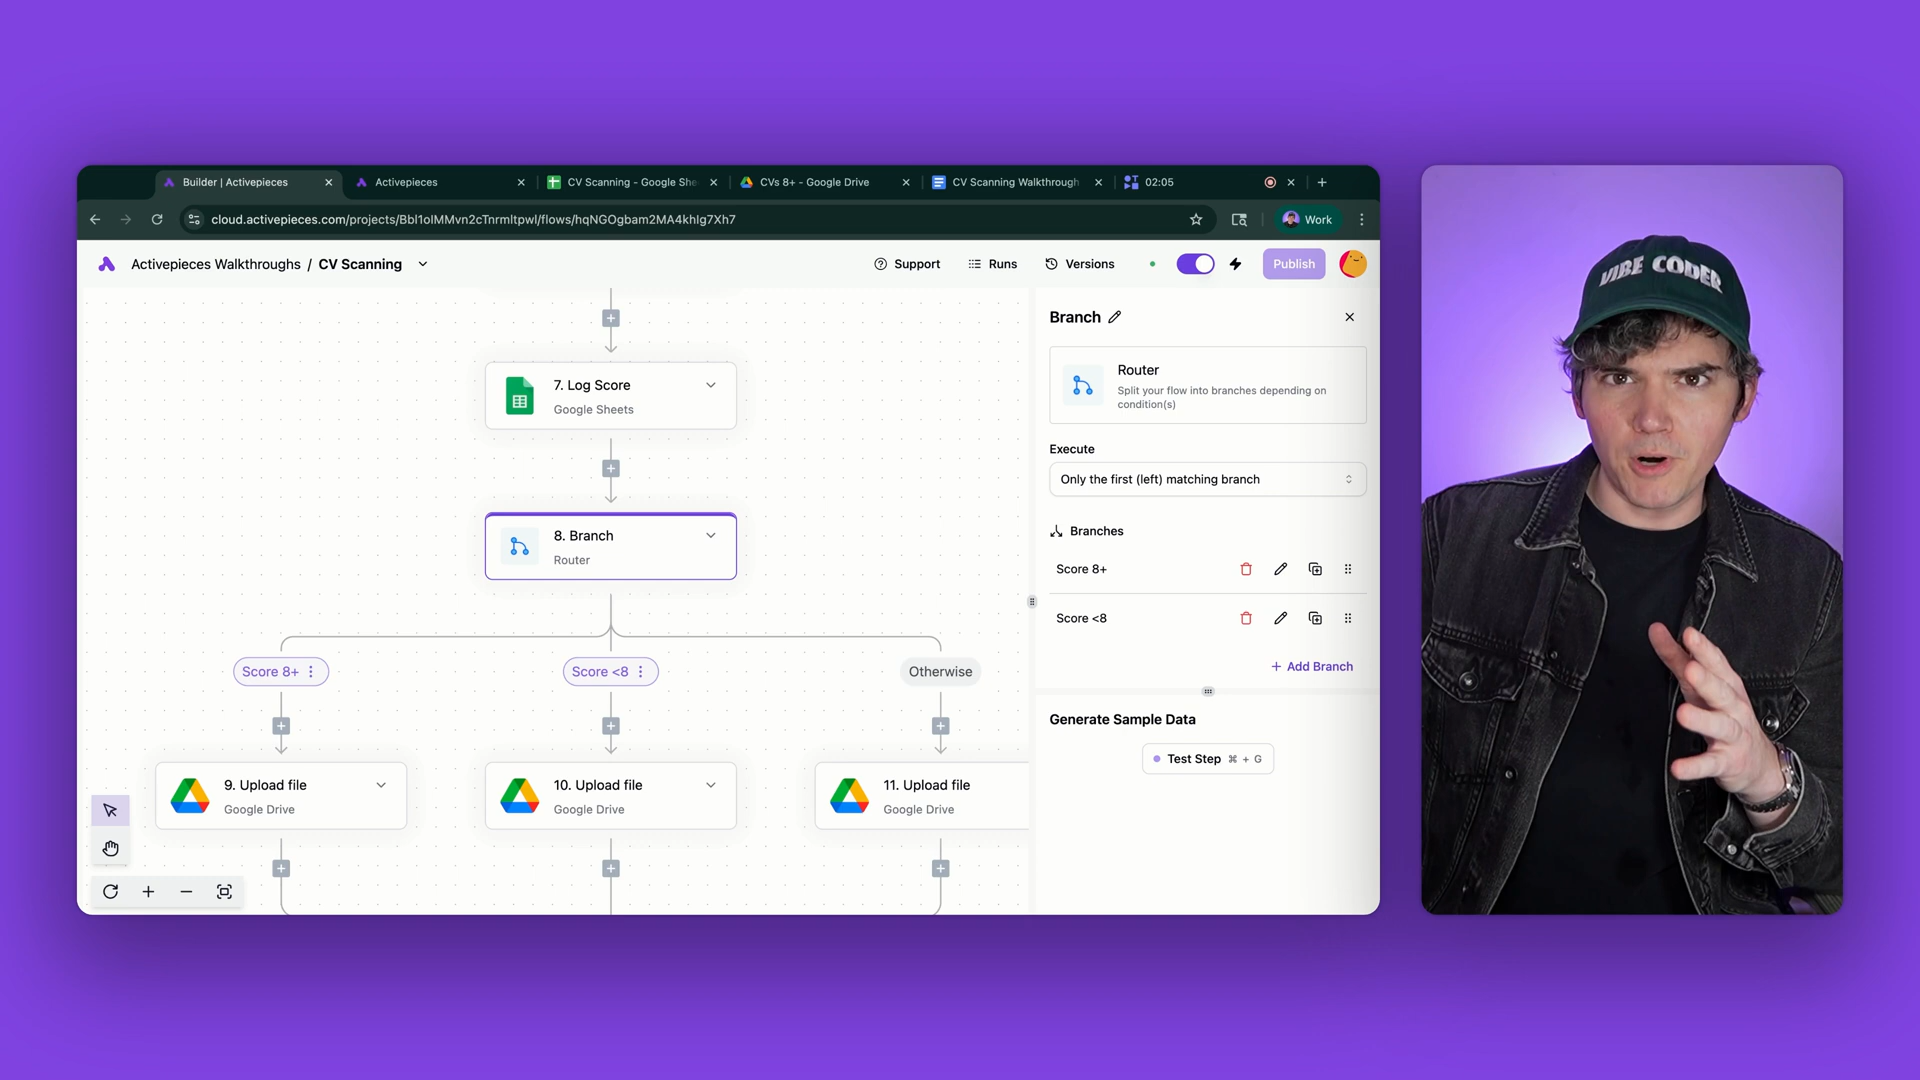 Builder | Activepieces
Activepieces
CV Scanning - Google She
CVs 8+ - Google Drive
CV Scanning Walkthrough
02:05
cloud.activepieces.com/projects/Bbl1oIMMvn2cTnrmltpwl/flows/hqNGOgbam2MA4khlg7Xh7
Work
Activepieces Walkthroughs / CV Scanning
Support
Runs
Versions
Publish
7. Log Score
Google Sheets
8. Branch
Router
Score 8+
Score <8
Otherwise
9. Upload file
Google Drive
10. Upload file
Google Drive
11. Upload file
Google Drive
Branch
Router
Split your flow into branches depending on
condition(s)
Execute
Only the first (left) matching branch
Branches
Score 8+
Score <8
+ Add Branch
Generate Sample Data
Test Step ⌘ + G
VIBE CODER